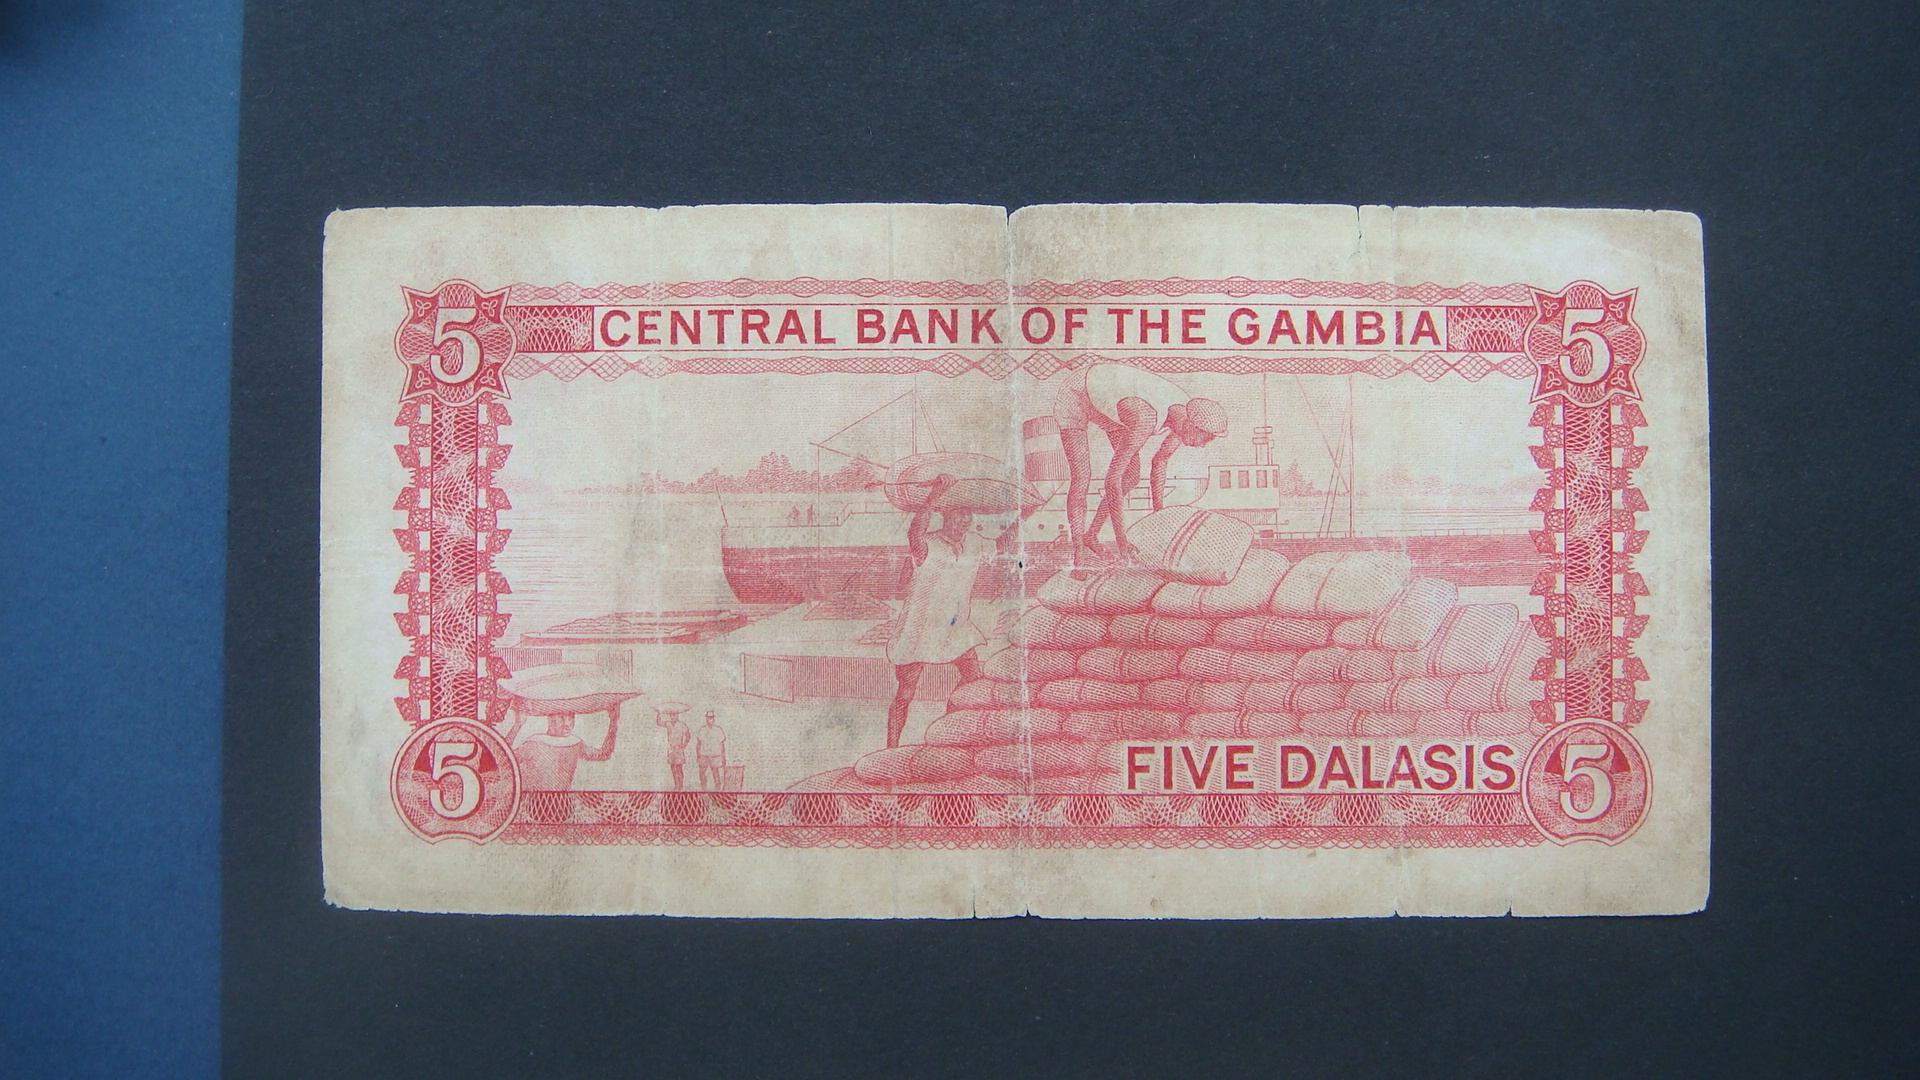 5 CENTRAL BANK OF THE GAMBIA 5
5 FIVE DALASIS 5